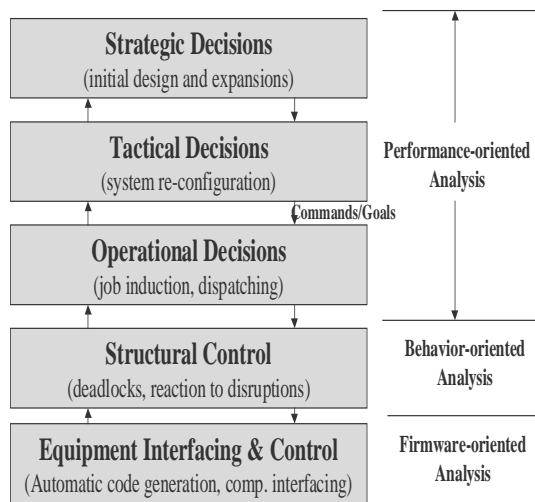 Strategic Decisions
(initial design and expansions)
Tactical Decisions
(system re-configuration)
Performance-oriented
Analysis
Commands/Goals
Operational Decisions
(job induction, dispatching)
Structural Control
(deadlocks, reaction to disruptions)
Behavior-oriented
Analysis
Equipment Interfacing & Control
(Automatic code generation, comp. interfacing)
Firmware-oriented
Analysis